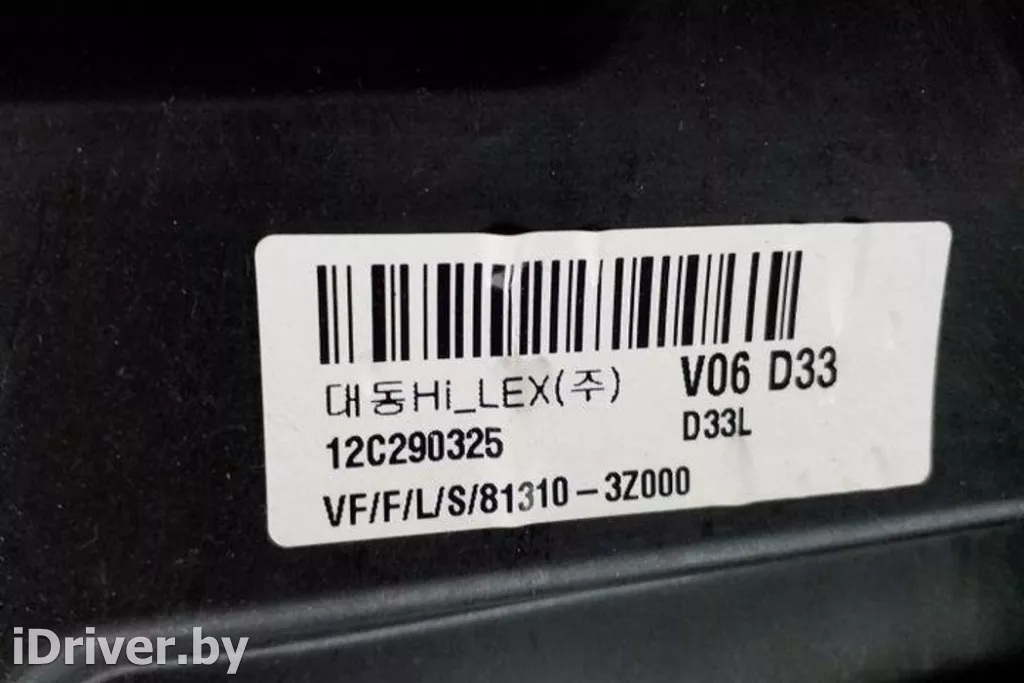 대동Hi_LEX(주)
V06 D33
12C290325
D33L
VF/F/L/S/81310-3Z000
iDriver.by